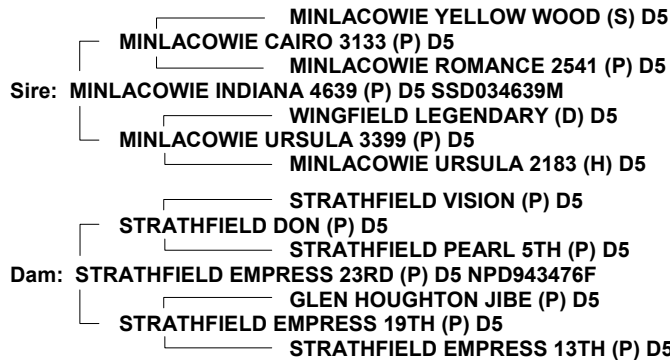 MINLACOWIE YELLOW WOOD (S) D5
MINLACOWIE CAIRO 3133 (P) D5
MINLACOWIE ROMANCE 2541 (P) D5
Sire: MINLACOWIE INDIANA 4639 (P) D5 SSD034639M
WINGFIELD LEGENDARY (D) D5
MINLACOWIE URSULA 3399 (P) D5
MINLACOWIE URSULA 2183 (H) D5
STRATHFIELD VISION (P) D5
STRATHFIELD DON (P) D5
STRATHFIELD PEARL 5TH (P) D5
Dam: STRATHFIELD EMPRESS 23RD (P) D5 NPD943476F
GLEN HOUGHTON JIBE (P) D5
STRATHFIELD EMPRESS 19TH (P) D5
STRATHFIELD EMPRESS 13TH (P) D5